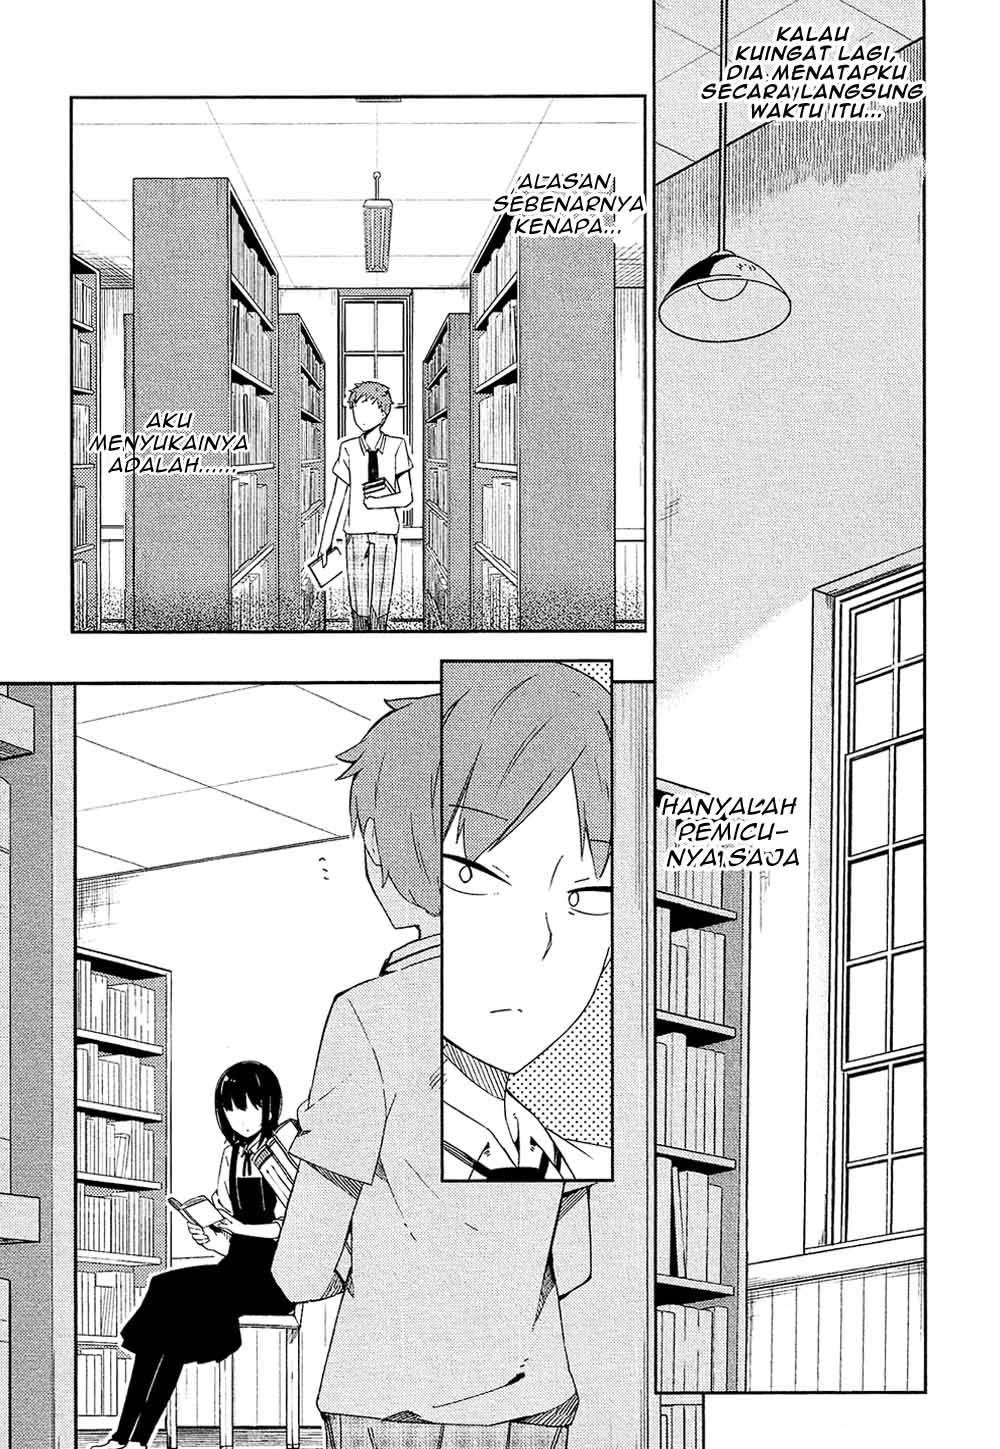 KALAU
KUINGAT LAGI,
DIA MENATAPKU
SECARA LANGSUNG
WAKTU ITU...
HANYALAH
PEMICU-
NYA SAJA
ALASAN
SEBENARNYA
KENAPA...
AKU
MENYUKAINYA
ADALAH......